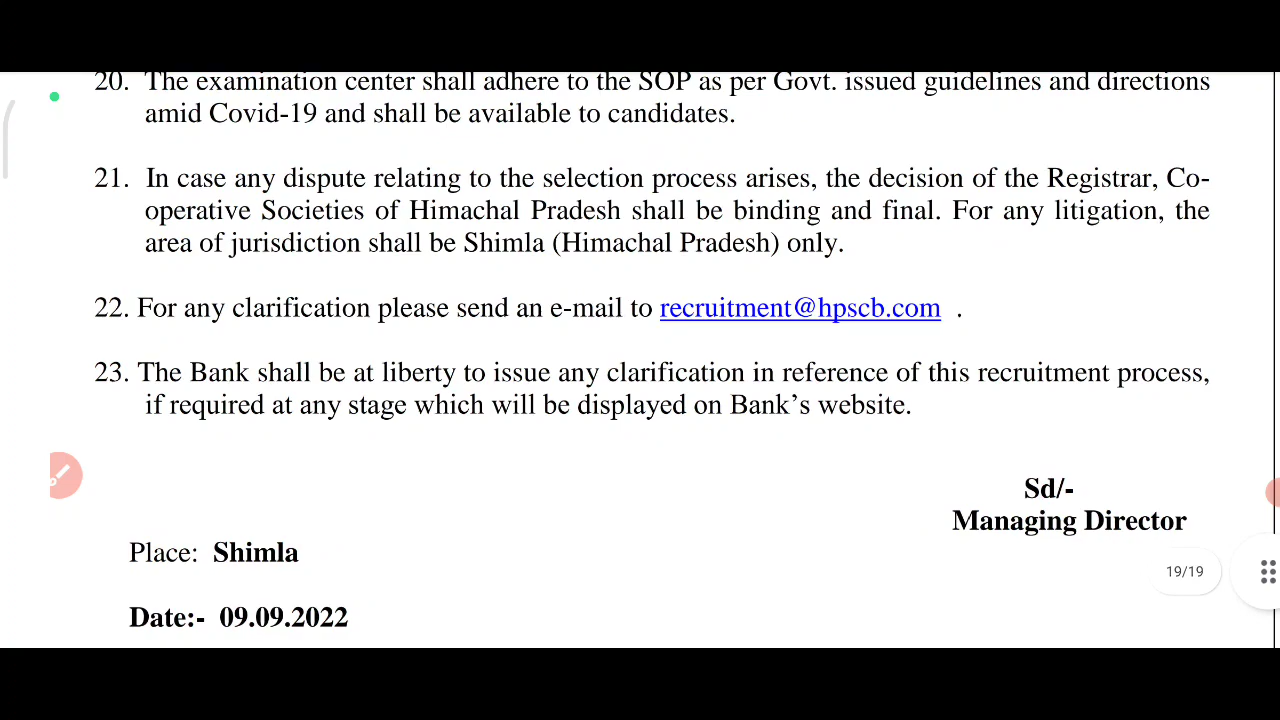 20. The examination center shall adhere to the SOP as per Govt. issued guidelines and directions
amid Covid-19 and shall be available to candidates.
21. In case any dispute relating to the selection process arises, the decision of the Registrar, Co-
operative Societies of Himachal Pradesh shall be binding and final. For any litigation, the
area of jurisdiction shall be Shimla (Himachal Pradesh) only.
22. For any clarification please send an e-mail to recruitment@hpscb.com .
23. The Bank shall be at liberty to issue any clarification in reference of this recruitment process,
if required at any stage which will be displayed on Bank's website.
Sd/-
Managing Director
Place: Shimla
19/19
Date:- 09.09.2022